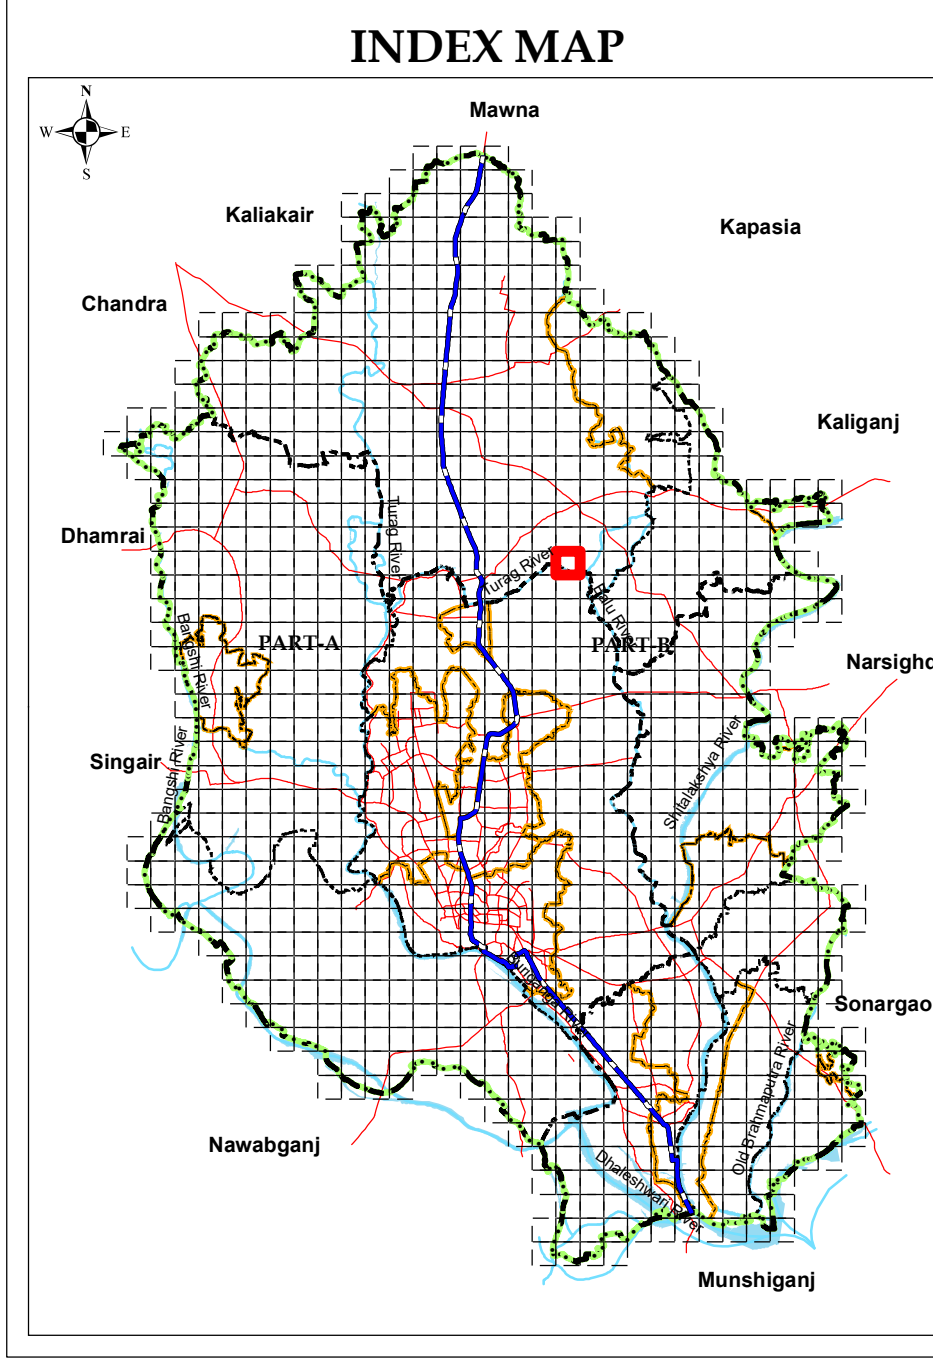 INDEX MAP
N
W E
S
Mawna
Kaliakair
Kapasia
Chandra
Kaliganj
Dhamrai
Turag River
Turag River
Balu River
Bangshi River
PART-A
PART-B
Narsighd
Singair
Bangshi River
Shitalakshya River
Buriganga River
Sonargao
Old Brahmaputra River
Nawabganj
Dhaleshwari River
Munshiganj